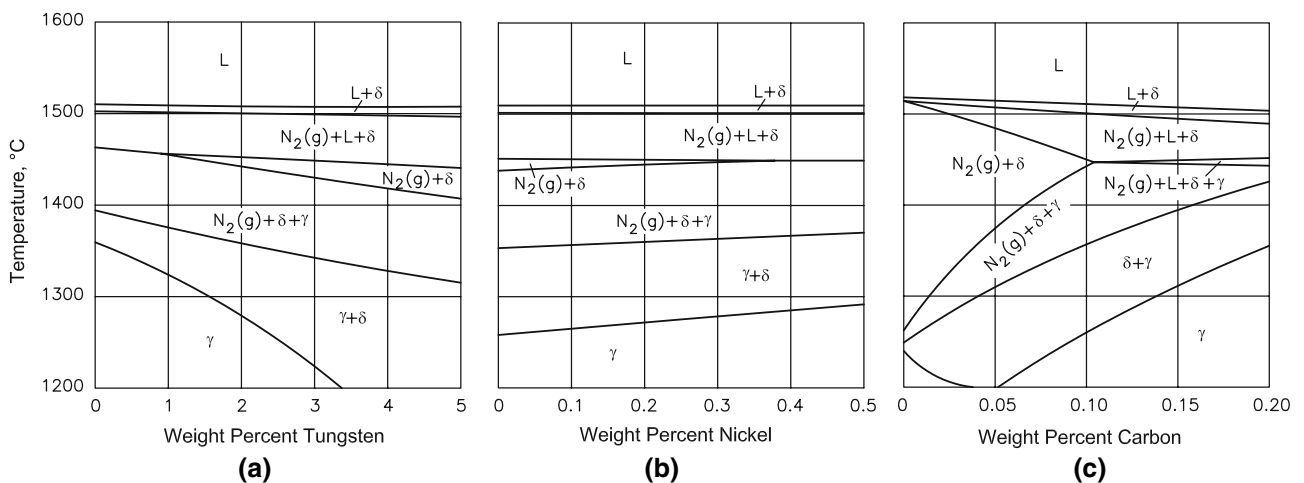 Temperature, °C
1600
1500
1400
1300
1200
L
L+δ
N₂(g)+L+δ
N₂(g)+δ
N₂(g)+δ+γ
γ+δ
γ
0 1 2 3 4 5
Weight Percent Tungsten
(a)
L
L+δ
N₂(g)+L+δ
N₂(g)+δ
N₂(g)+δ+γ
γ+δ
γ
0 0.1 0.2 0.3 0.4 0.5
Weight Percent Nickel
(b)
L
L+δ
N₂(g)+L+δ
N₂(g)+δ
N₂(g)+L+δ+γ
N₂(g)+δ+γ
δ+γ
γ
0 0.05 0.10 0.15 0.20
Weight Percent Carbon
(c)